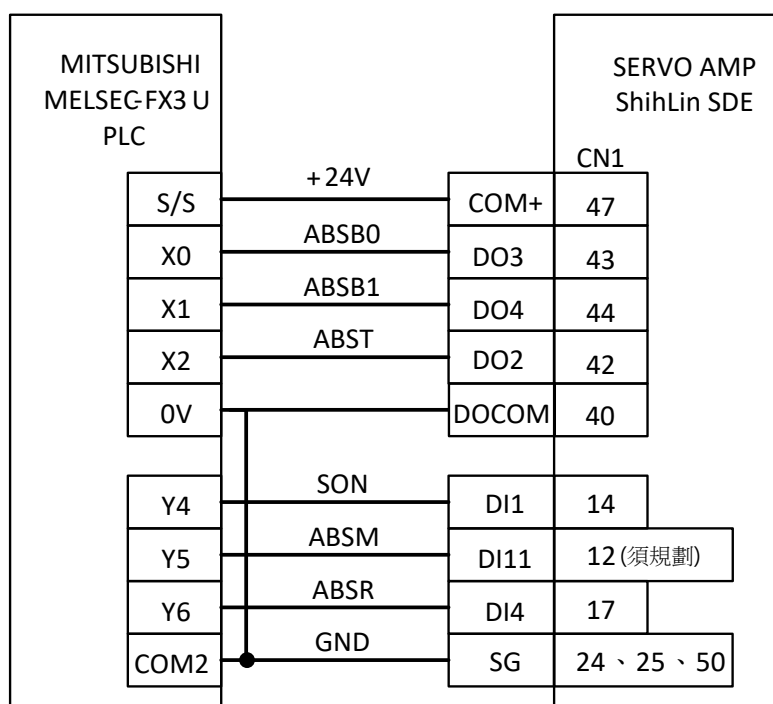 MITSUBISHI
MELSEC-FX3 U
PLC
SERVO AMP
ShihLin SDE
CN1
S/S +24V COM+ 47
X0 ABSB0 DO3 43
X1 ABSB1 DO4 44
X2 ABST DO2 42
0V DOCOM 40
Y4 SON DI1 14
Y5 ABSM DI11 12(須規劃)
Y6 ABSR DI4 17
COM2 GND SG 24、25、50